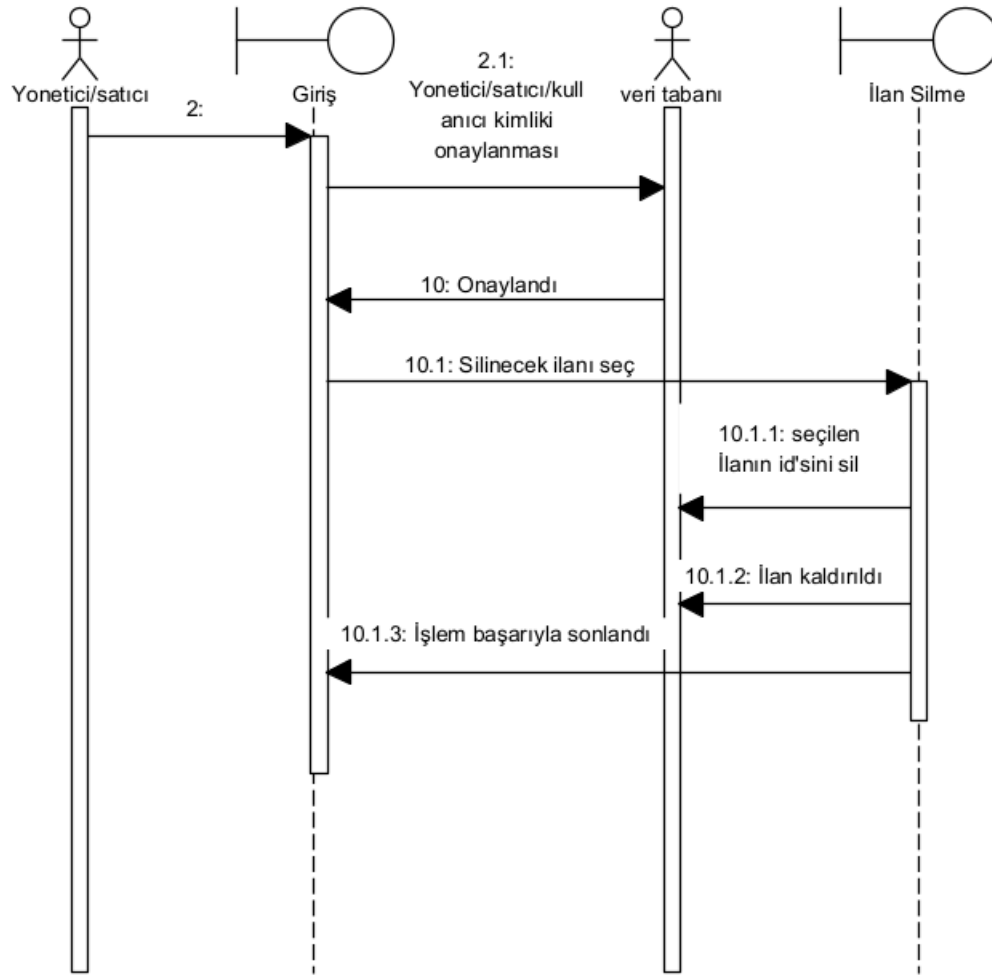 Yonetici/satıcı
Giriş
veri tabanı
İlan Silme
2:
2.1:
Yonetici/satıcı/kull
anıcı kimliki
onaylanması
10: Onaylandı
10.1: Silinecek ilanı seç
10.1.1: seçilen
İlanın id'sini sil
10.1.2: İlan kaldırıldı
10.1.3: İşlem başarıyla sonlandı